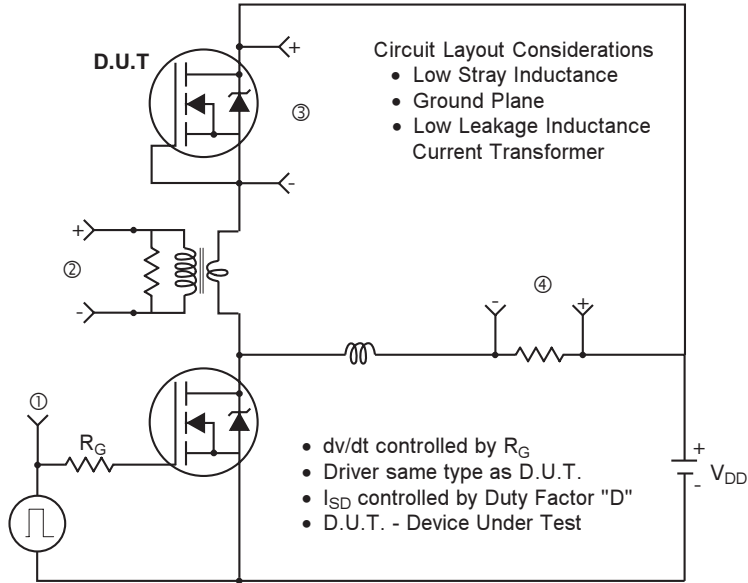 D.U.T
+
③
-
Circuit Layout Considerations
• Low Stray Inductance
• Ground Plane
• Low Leakage Inductance
Current Transformer
+
②
-
④
-
+
①
R_G
• dv/dt controlled by R_G
• Driver same type as D.U.T.
• I_SD controlled by Duty Factor "D"
• D.U.T. - Device Under Test
+
V_DD
-